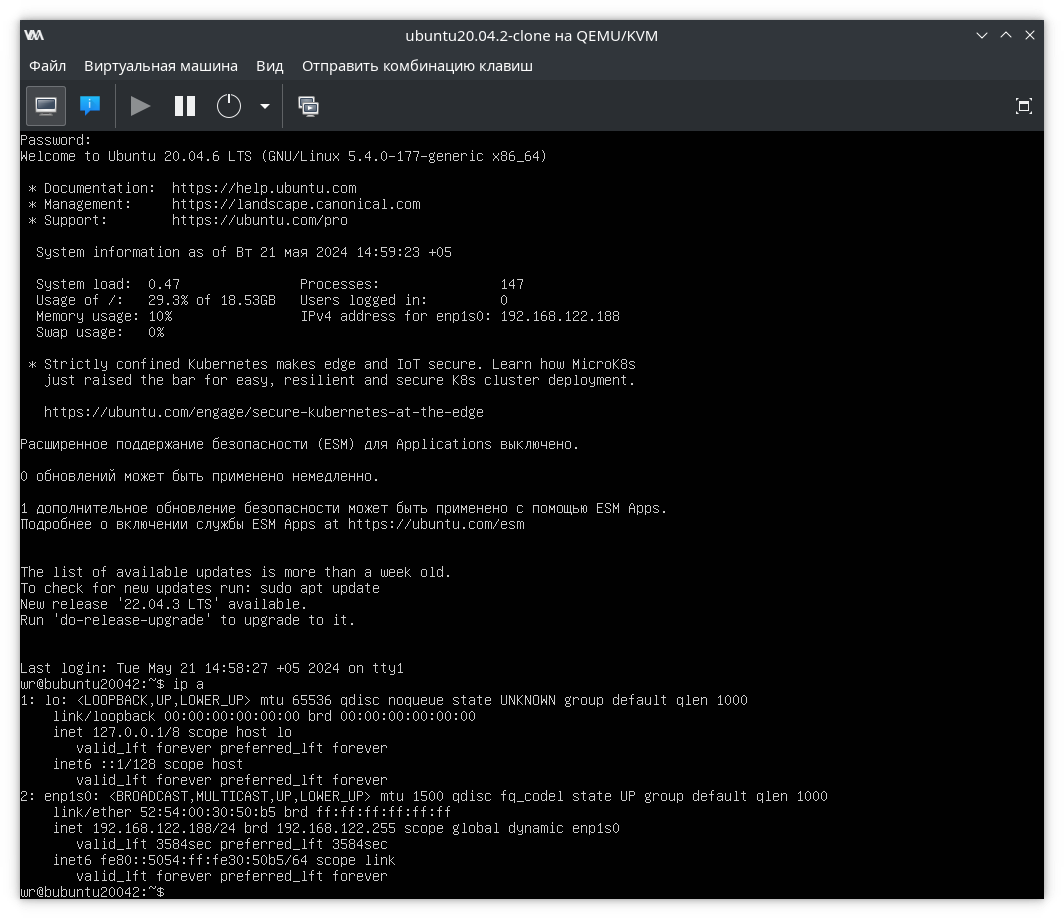 ubuntu20.04.2-clone на QEMU/KVM
Файл Виртуальная машина Вид Отправить комбинацию клавиш
Password:
Welcome to Ubuntu 20.04.6 LTS (GNU/Linux 5.4.0-177-generic x86_64)
* Documentation: https://help.ubuntu.com
* Management: https://landscape.canonical.com
* Support: https://ubuntu.com/pro
System information as of Вт 21 мая 2024 14:59:23 +05
System load: 0.47 Processes: 147
Usage of /: 29.3% of 18.53GB Users logged in: 0
Memory usage: 10% IPv4 address for enp1s0: 192.168.122.188
Swap usage: 0%
* Strictly confined Kubernetes makes edge and IoT secure. Learn how MicroK8s
just raised the bar for easy, resilient and secure K8s cluster deployment.
https://ubuntu.com/engage/secure-kubernetes-at-the-edge
Расширенное поддержание безопасности (ESM) для Applications выключено.
0 обновлений может быть применено немедленно.
1 дополнительное обновление безопасности может быть применено с помощью ESM Apps.
Подробнее о включении службы ESM Apps at https://ubuntu.com/esm
The list of available updates is more than a week old.
To check for new updates run: sudo apt update
New release '22.04.3 LTS' available.
Run 'do-release-upgrade' to upgrade to it.
Last login: Tue May 21 14:58:27 +05 2024 on tty1
wr@bubuntu20042:~$ ip a
1: lo: <LOOPBACK,UP,LOWER_UP> mtu 65536 qdisc noqueue state UNKNOWN group default qlen 1000
link/loopback 00:00:00:00:00:00 brd 00:00:00:00:00:00
inet 127.0.0.1/8 scope host lo
valid_lft forever preferred_lft forever
inet6 ::1/128 scope host
valid_lft forever preferred_lft forever
2: enp1s0: <BROADCAST,MULTICAST,UP,LOWER_UP> mtu 1500 qdisc fq_codel state UP group default qlen 1000
link/ether 52:54:00:30:50:b5 brd ff:ff:ff:ff:ff:ff
inet 192.168.122.188/24 brd 192.168.122.255 scope global dynamic enp1s0
valid_lft 3584sec preferred_lft 3584sec
inet6 fe80::5054:ff:fe30:50b5/64 scope link
valid_lft forever preferred_lft forever
wr@bubuntu20042:~$